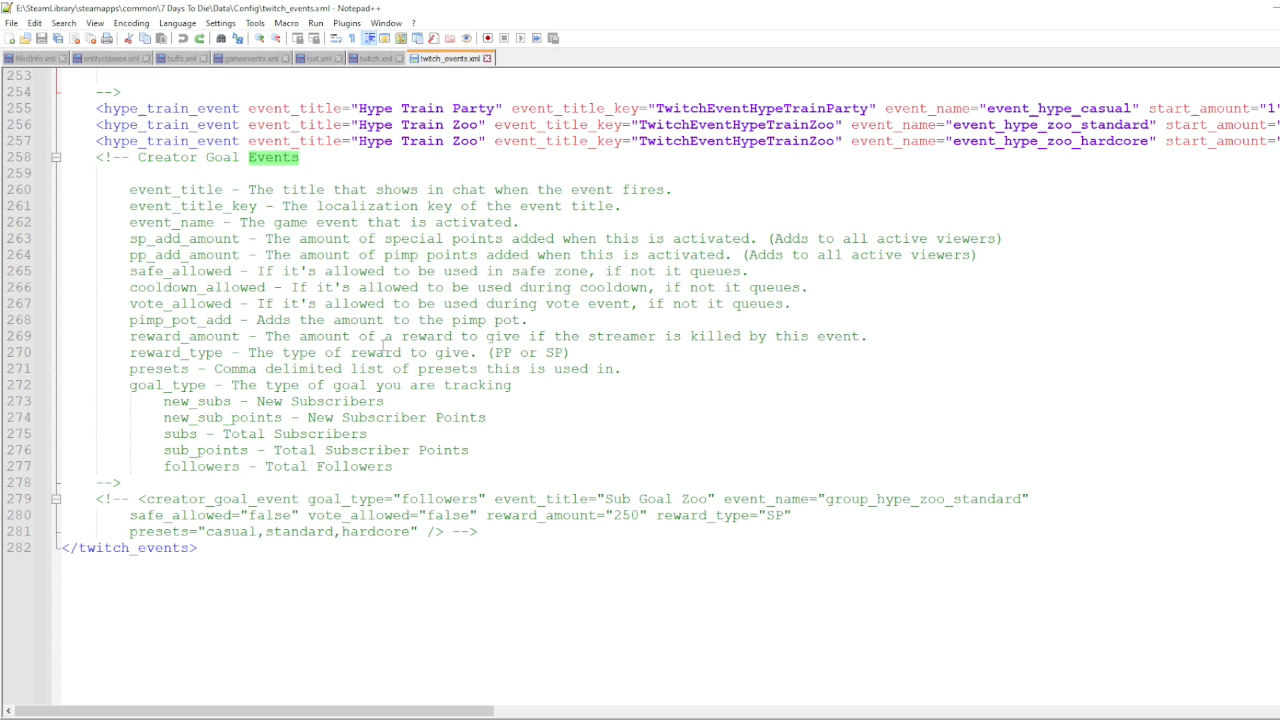 E:\SteamLibrary\steamapps\common\7 Days To Die\Data\Config\twitch_events.xml - Notepad++
File Edit Search View Encoding Language Settings Tools Macro Run Plugins Window ?
ModInfo.xml entityclasses.xml buffs.xml gameevents.xml loot.xml twitch.xml twitch_events.xml
253
254 -->
255 <hype_train_event event_title="Hype Train Party" event_title_key="TwitchEventHypeTrainParty" event_name="event_hype_casual" start_amount="1"
256 <hype_train_event event_title="Hype Train Zoo" event_title_key="TwitchEventHypeTrainZoo" event_name="event_hype_zoo_standard" start_amount=
257 <hype_train_event event_title="Hype Train Zoo" event_title_key="TwitchEventHypeTrainZoo" event_name="event_hype_zoo_hardcore" start_amount=
258 <!-- Creator Goal Events
259
260 event_title - The title that shows in chat when the event fires.
261 event_title_key - The localization key of the event title.
262 event_name - The game event that is activated.
263 sp_add_amount - The amount of special points added when this is activated. (Adds to all active viewers)
264 pp_add_amount - The amount of pimp points added when this is activated. (Adds to all active viewers)
265 safe_allowed - If it's allowed to be used in safe zone, if not it queues.
266 cooldown_allowed - If it's allowed to be used during cooldown, if not it queues.
267 vote_allowed - If it's allowed to be used during vote event, if not it queues.
268 pimp_pot_add - Adds the amount to the pimp pot.
269 reward_amount - The amount of a reward to give if the streamer is killed by this event.
270 reward_type - The type of reward to give. (PP or SP)
271 presets - Comma delimited list of presets this is used in.
272 goal_type - The type of goal you are tracking
273 new_subs - New Subscribers
274 new_sub_points - New Subscriber Points
275 subs - Total Subscribers
276 sub_points - Total Subscriber Points
277 followers - Total Followers
278 -->
279 <!-- <creator_goal_event goal_type="followers" event_title="Sub Goal Zoo" event_name="group_hype_zoo_standard"
280 safe_allowed="false" vote_allowed="false" reward_amount="250" reward_type="SP"
281 presets="casual,standard,hardcore" /> -->
282 </twitch_events>